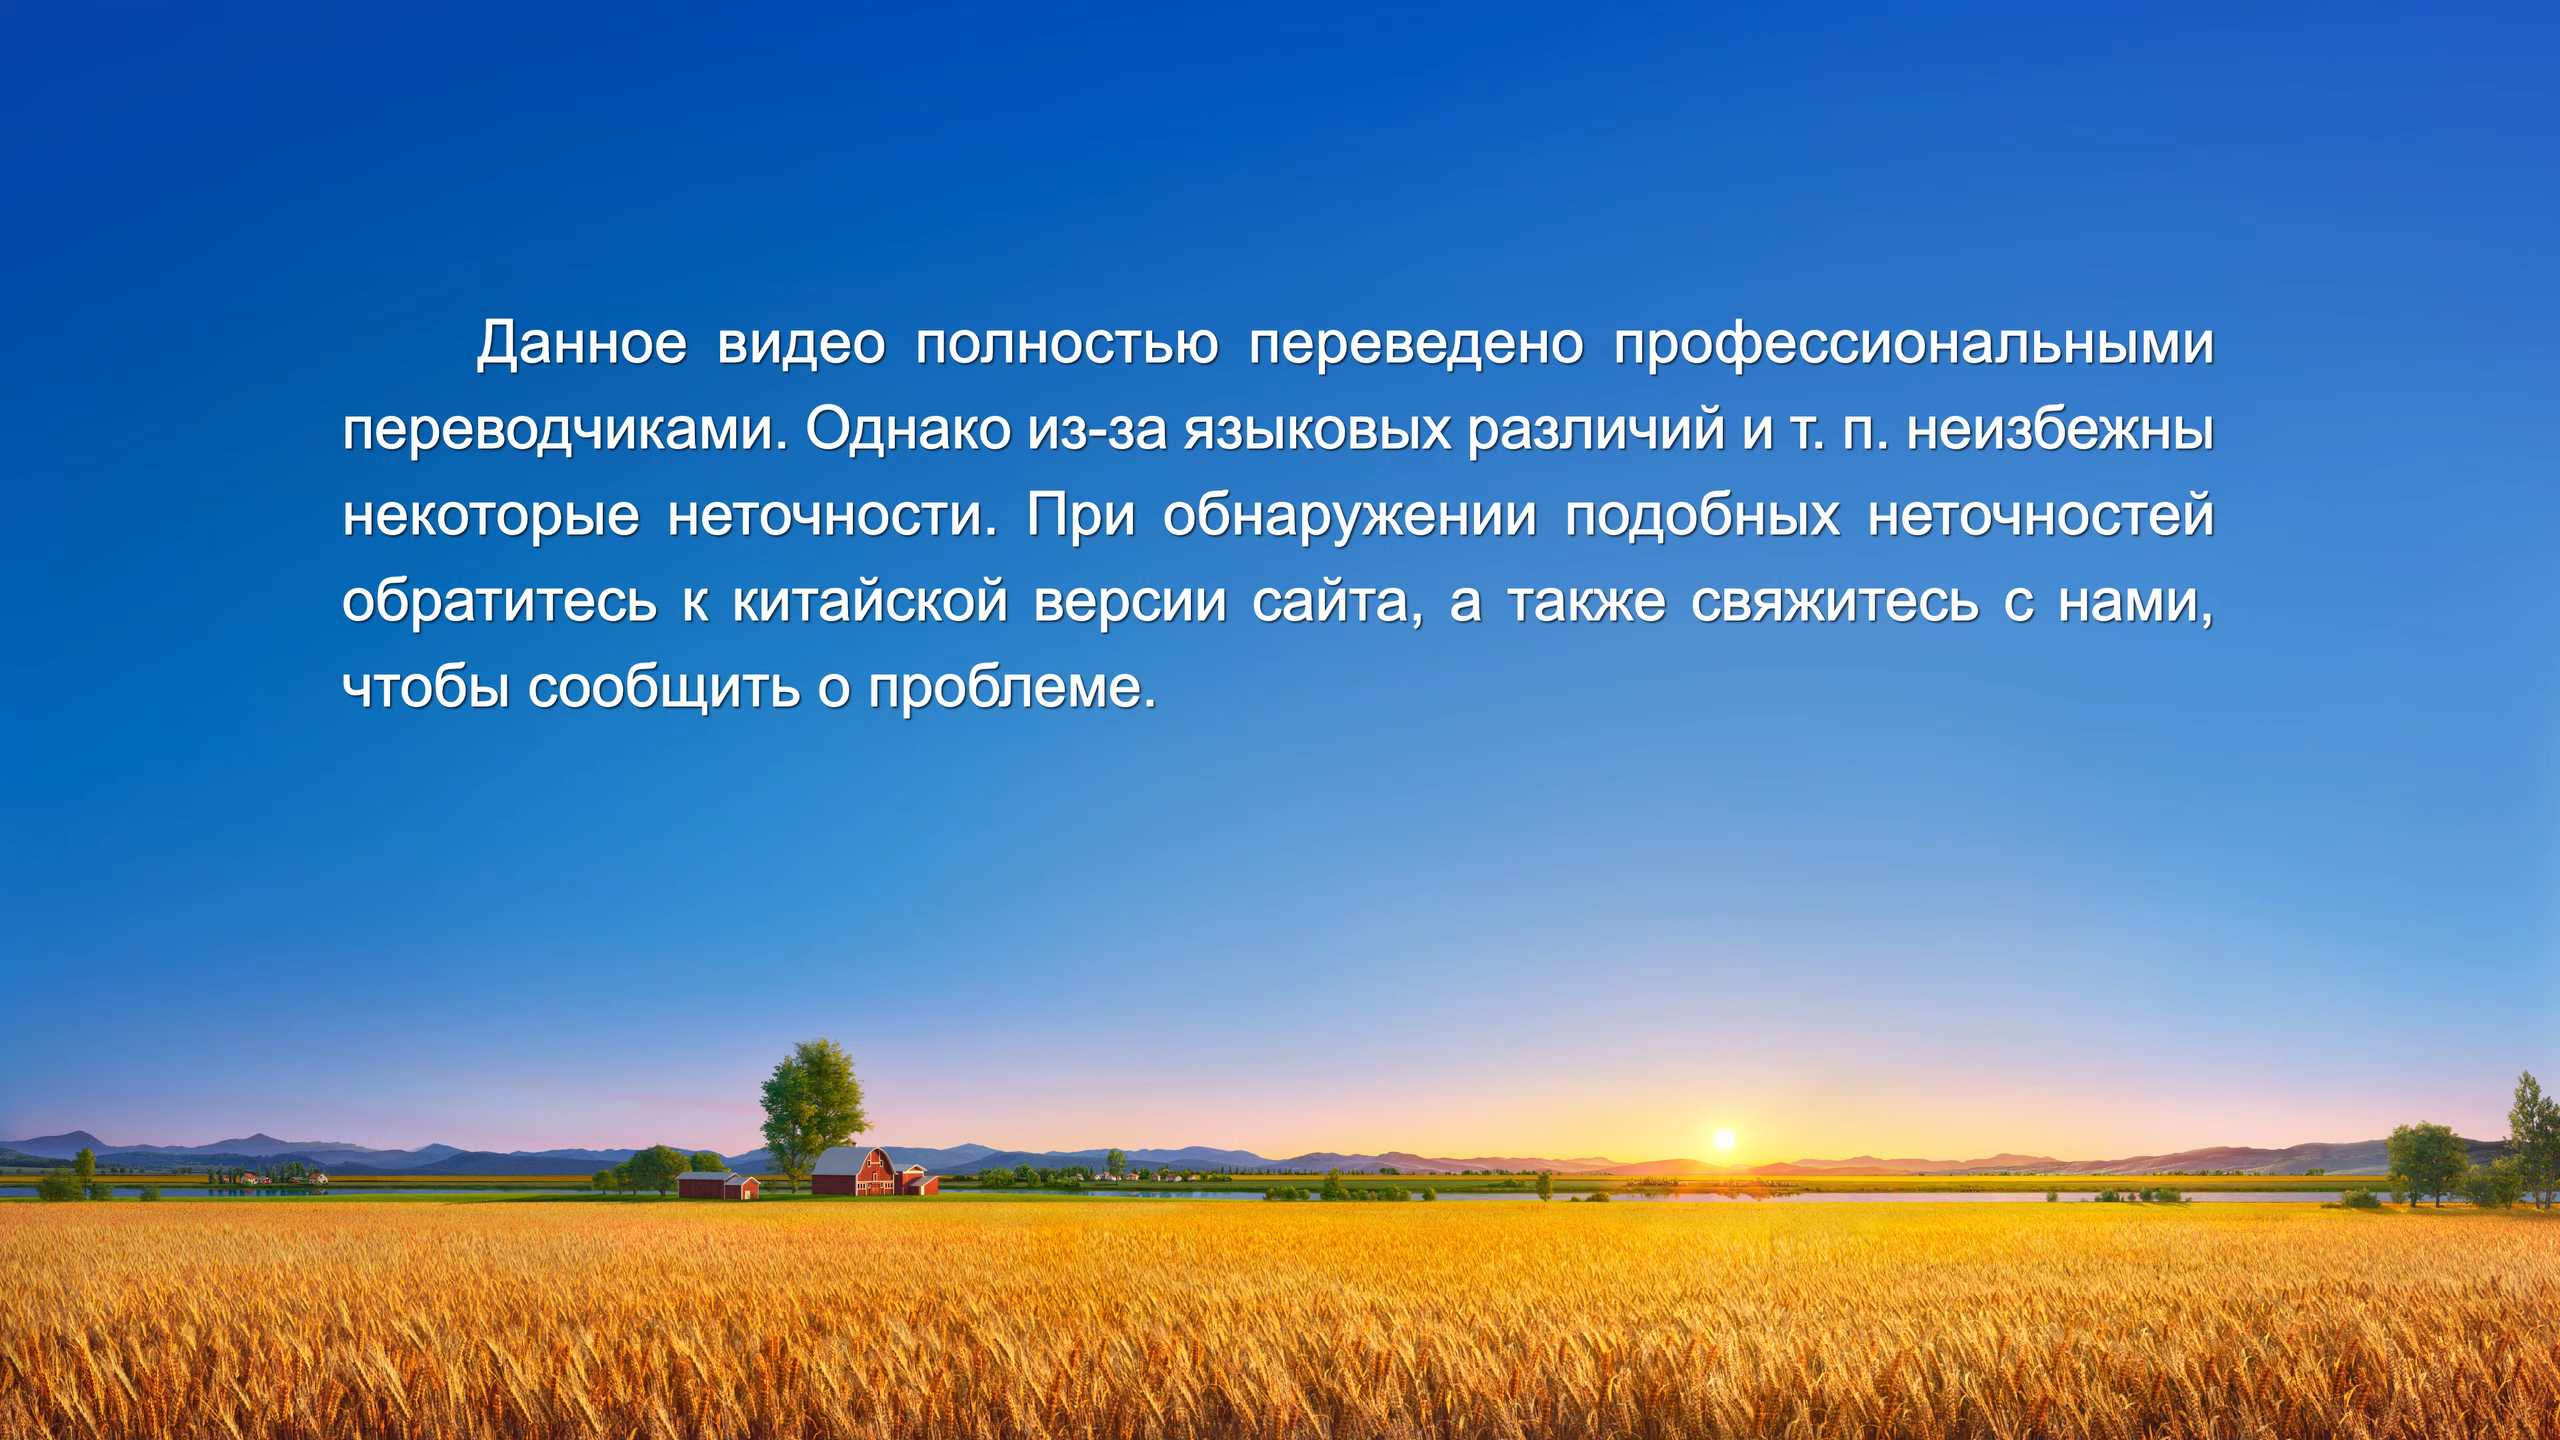 Данное видео полностью переведено профессиональными
переводчиками. Однако из-за языковых различий и т. п. неизбежны
некоторые неточности. При обнаружении подобных неточностей
обратитесь к китайской версии сайта, а также свяжитесь с нами,
чтобы сообщить о проблеме.